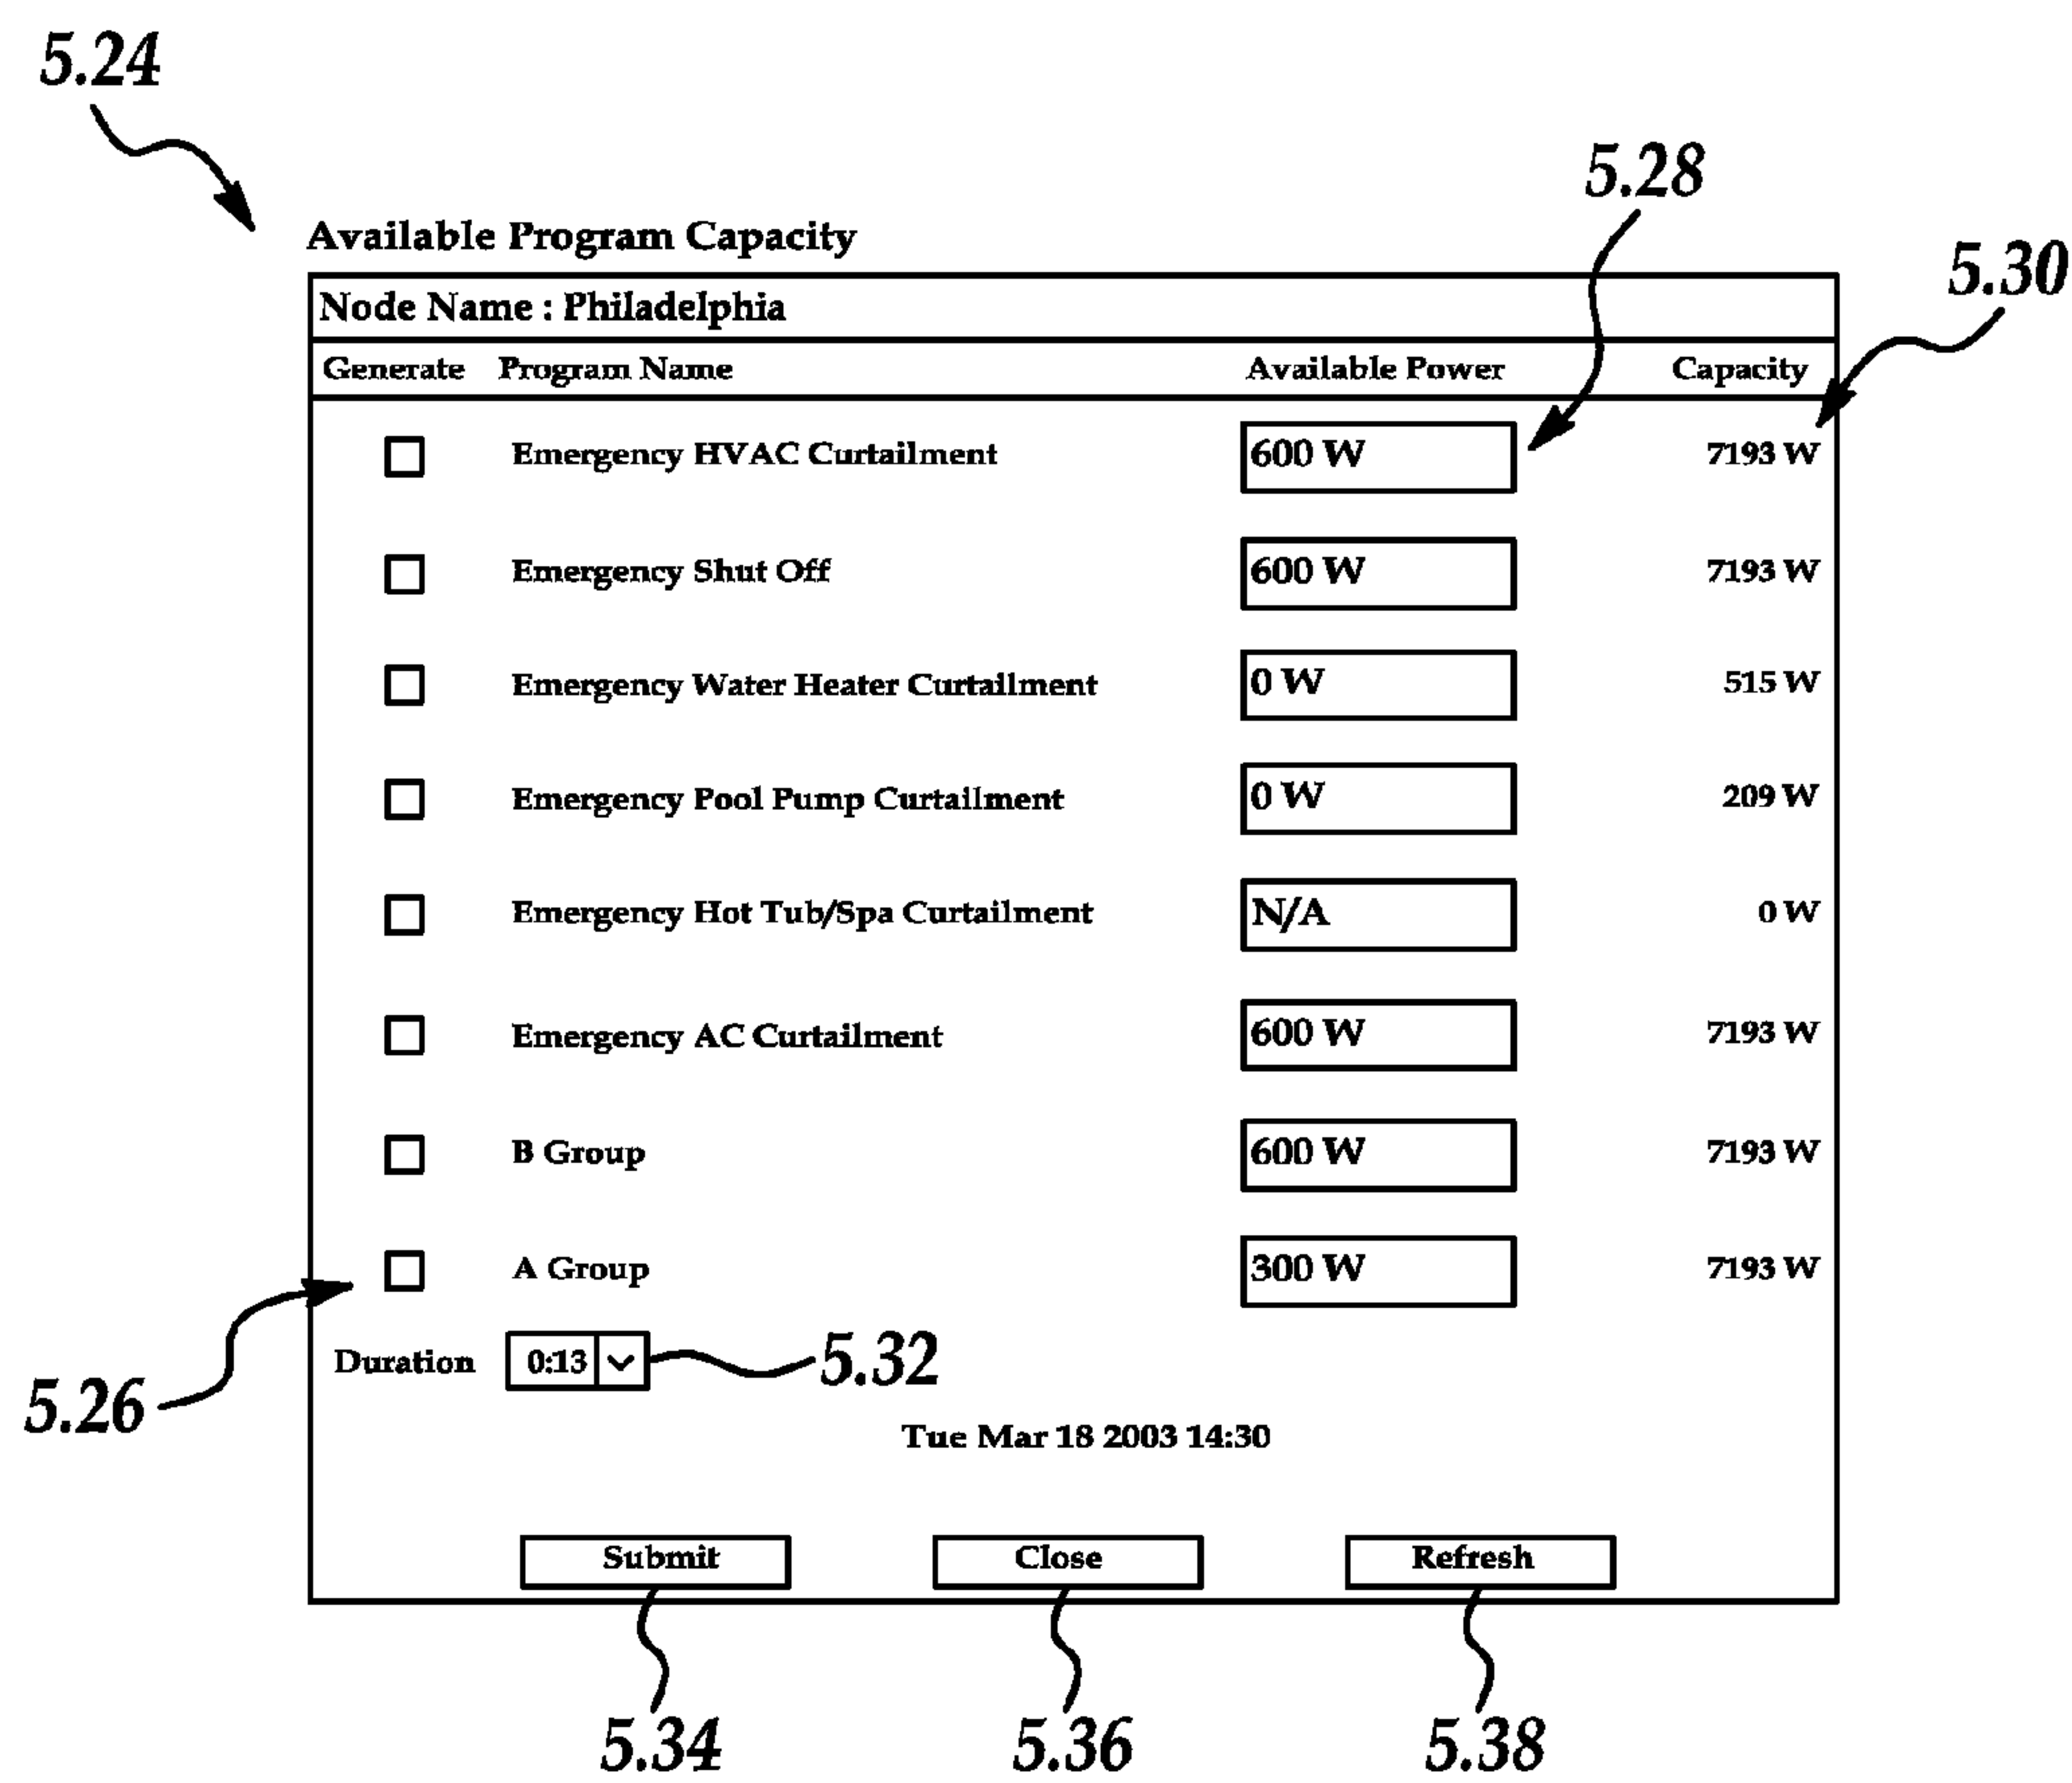 5.24
5.28
5.30
Available Program Capacity
Node Name : Philadelphia
Generate Program Name Available Power Capacity
Emergency HVAC Curtailment 600 W 7193 W
Emergency Shut Off 600 W 7193 W
Emergency Water Heater Curtailment 0 W 515 W
Emergency Pool Pump Curtailment 0 W 209 W
Emergency Hot Tub/Spa Curtailment N/A 0 W
Emergency AC Curtailment 600 W 7193 W
B Group 600 W 7193 W
A Group 300 W 7193 W
Duration 0:13 5.32
5.26
Tue Mar 18 2003 14:30
Submit Close Refresh
5.34 5.36 5.38